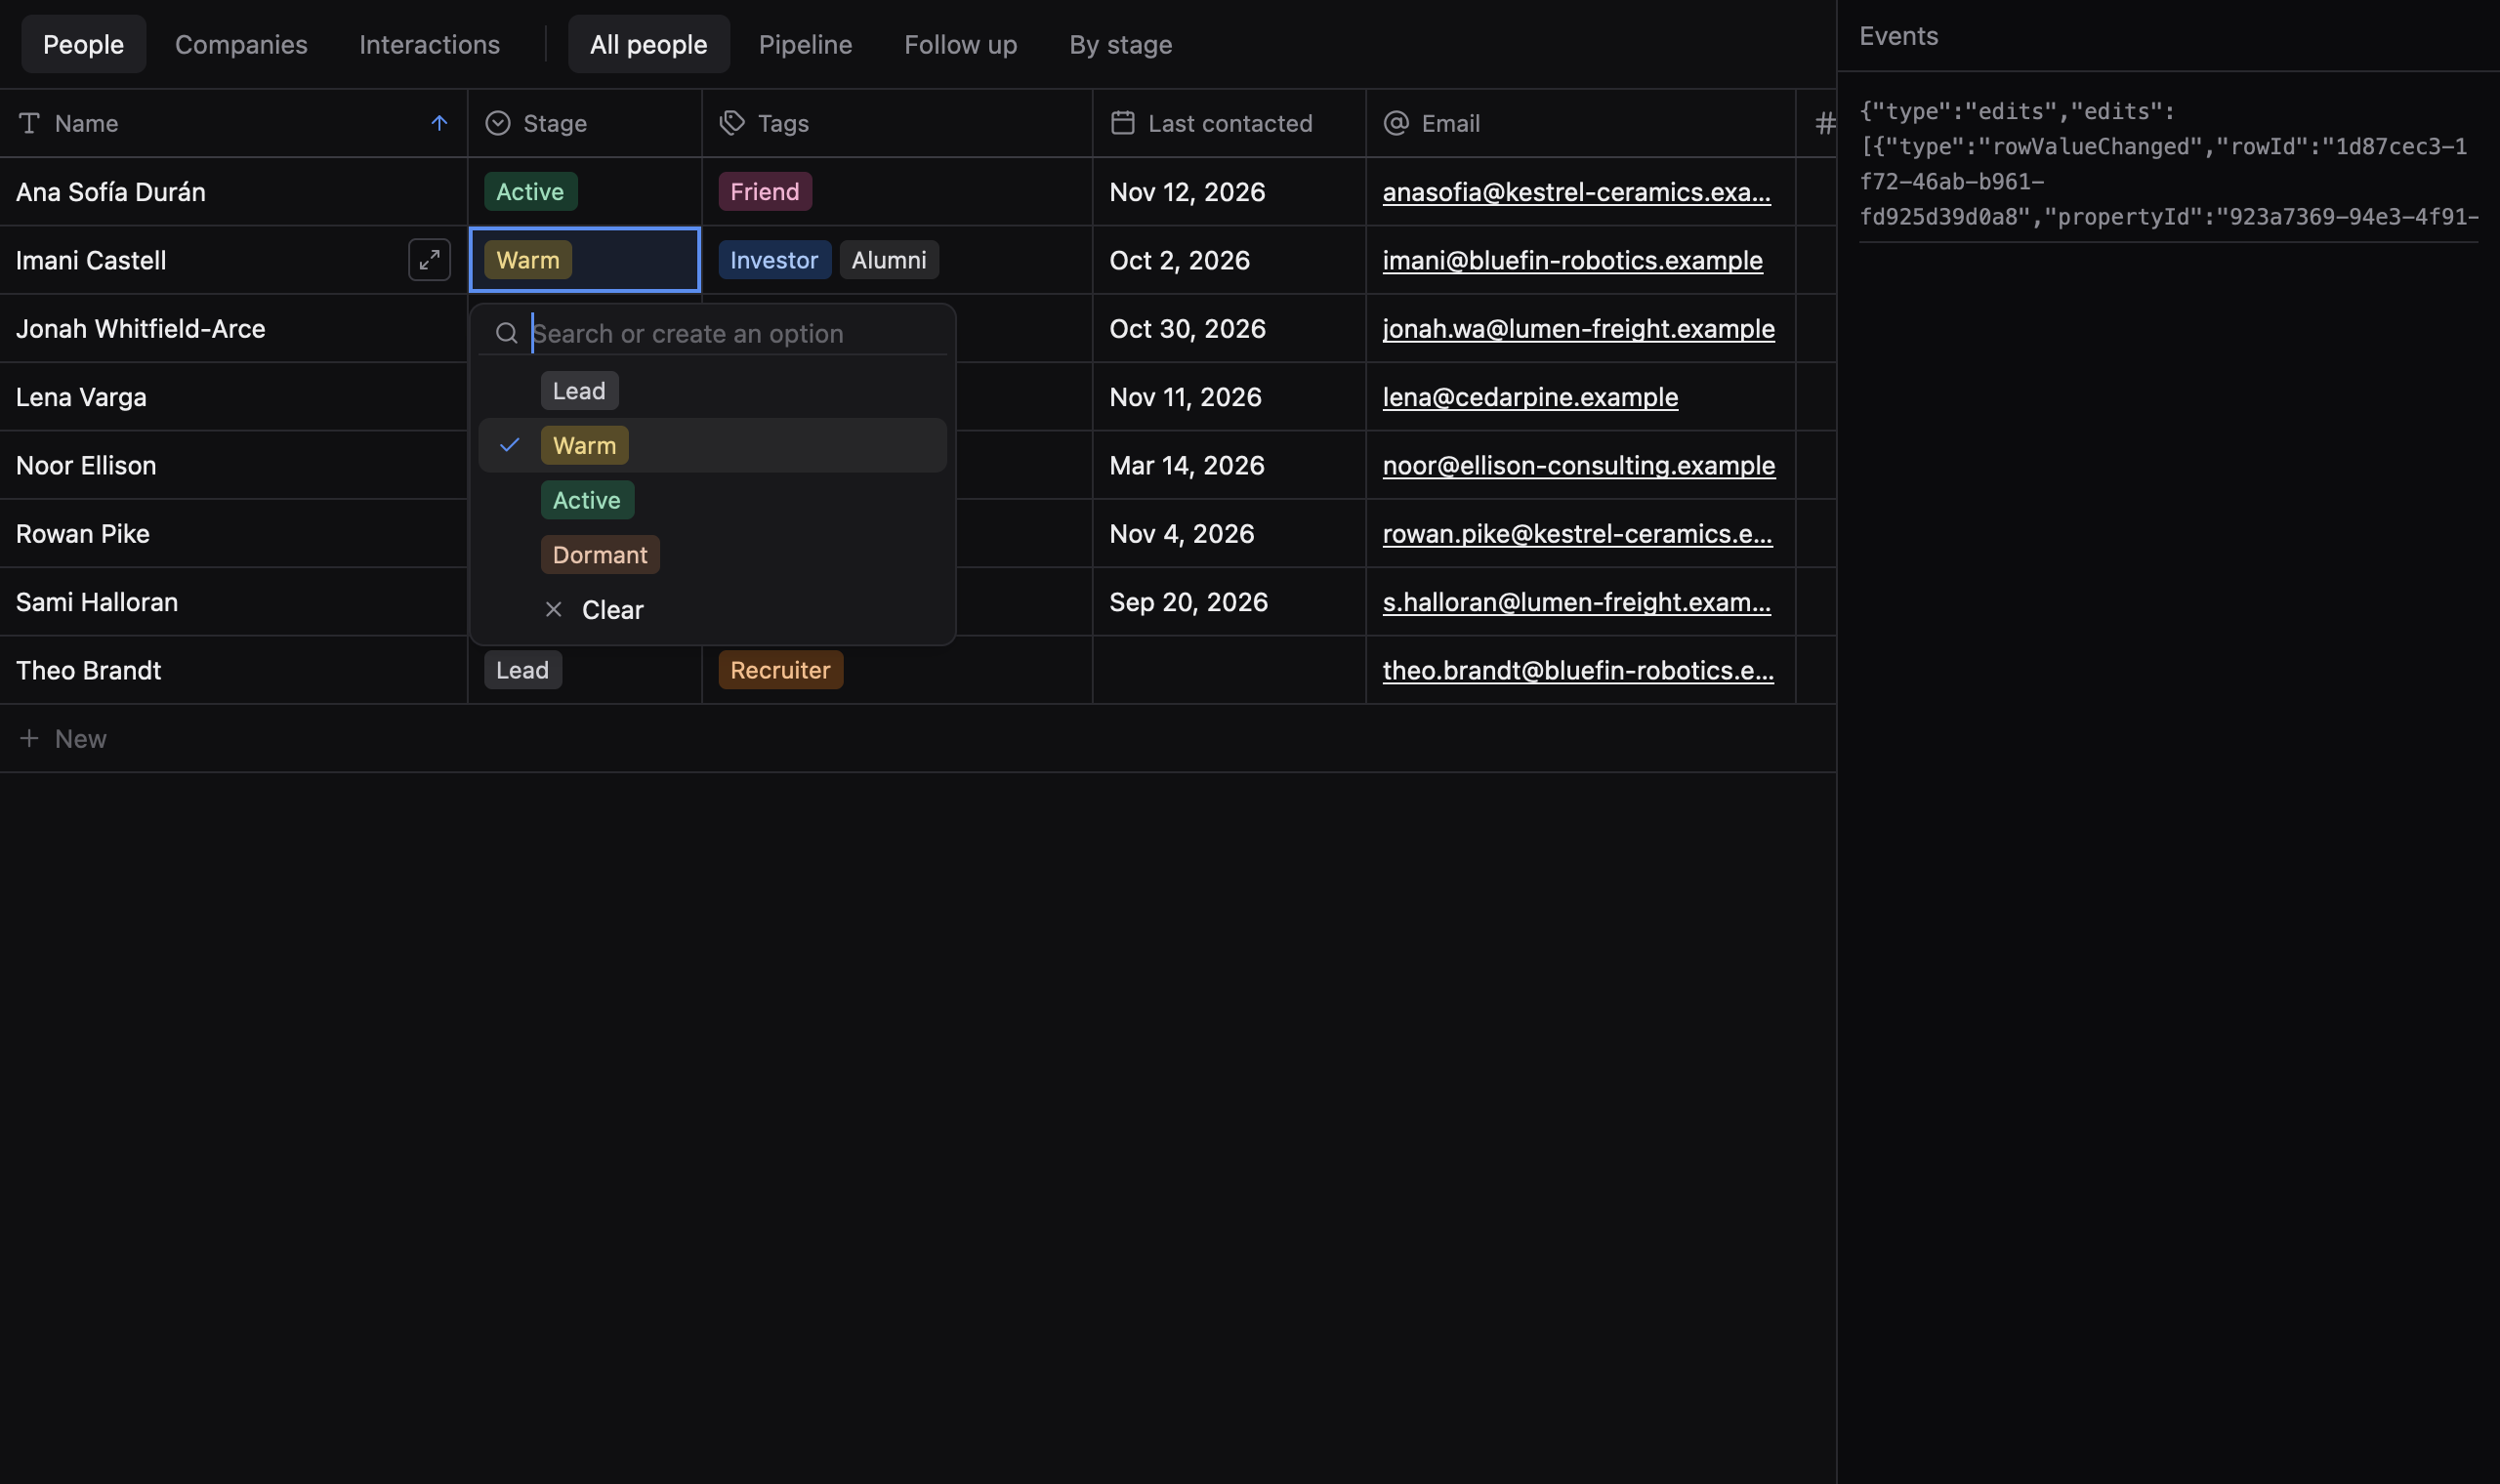 People Companies Interactions All people Pipeline Follow up By stage
Name Stage Tags Last contacted @ Email #
Ana Sofía Durán Active Friend Nov 12, 2026 anasofia@kestrel-ceramics.exa...
Imani Castell Warm Investor Alumni Oct 2, 2026 imani@bluefin-robotics.example
Jonah Whitfield-Arce Oct 30, 2026 jonah.wa@lumen-freight.example
Lena Varga Nov 11, 2026 lena@cedarpine.example
Noor Ellison Mar 14, 2026 noor@ellison-consulting.example
Rowan Pike Nov 4, 2026 rowan.pike@kestrel-ceramics.e...
Sami Halloran Sep 20, 2026 s.halloran@lumen-freight.exam...
Theo Brandt Lead Recruiter theo.brandt@bluefin-robotics.e...
+ New
Search or create an option
Lead
Warm
Active
Dormant
Clear
Events
{"type":"edits","edits":
[{"type":"rowValueChanged","rowId":"1d87cec3-1
f72-46ab-b961-
fd925d39d0a8","propertyId":"923a7369-94e3-4f91-